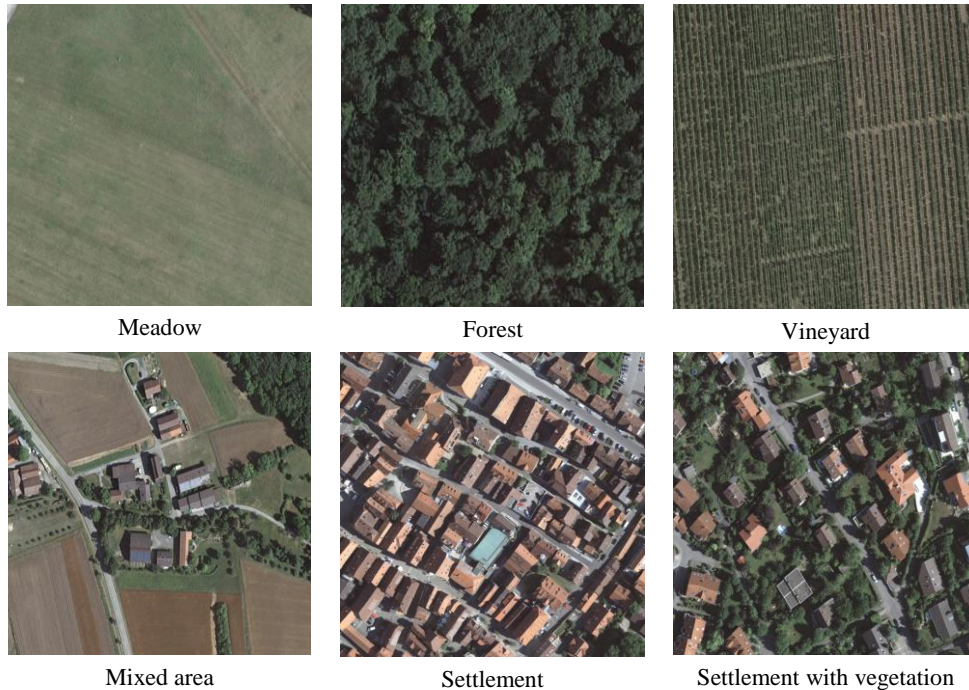 Meadow
Forest
Vineyard
Mixed area
Settlement
Settlement with vegetation